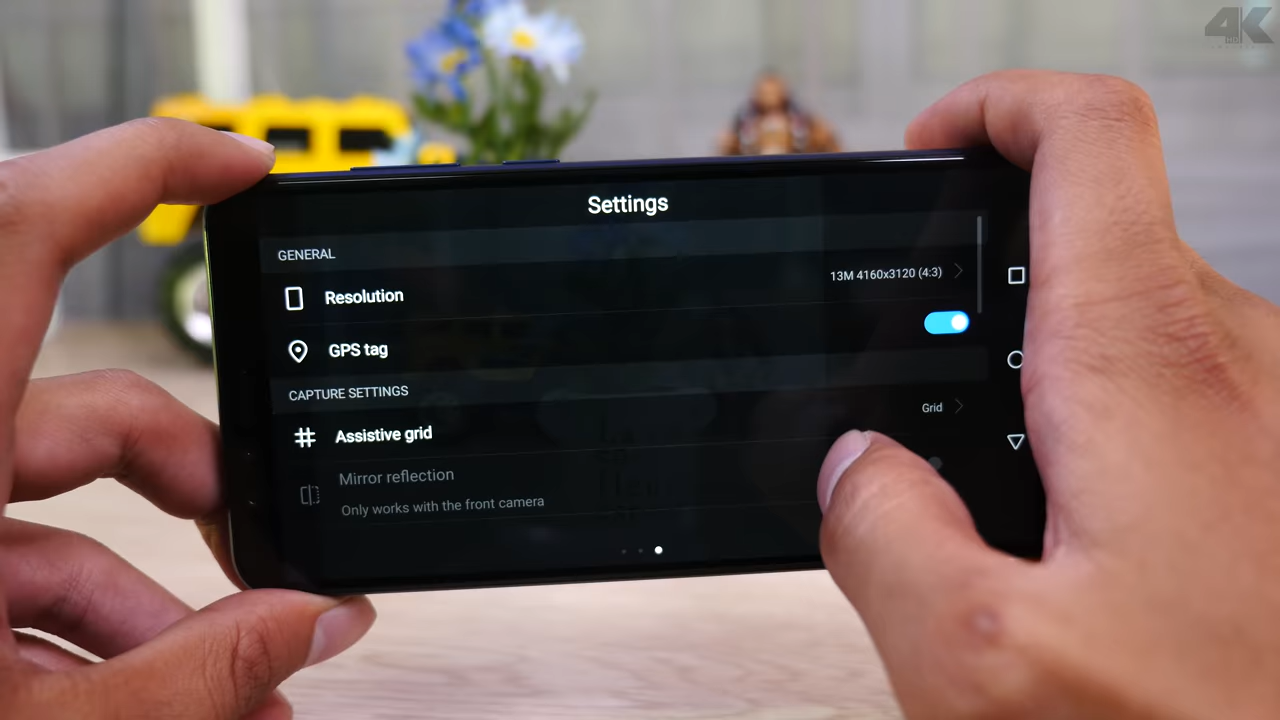 4K
Settings
GENERAL
Resolution
13M 4160x3120 (4:3)
GPS tag
CAPTURE SETTINGS
Assistive grid
Grid
Mirror reflection
Only works with the front camera